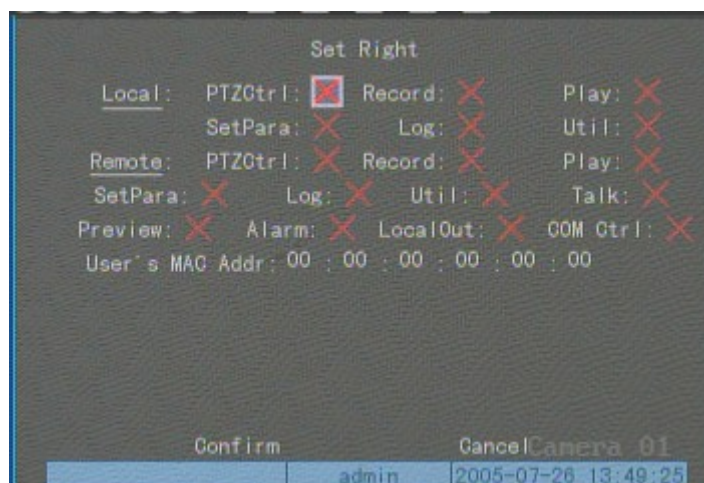 Set Right
Local: PTZCtrl: Record: Play:
SetPara: Log: Util:
Remote: PTZCtrl: Record: Play:
SetPara: Log: Util: Talk:
Preview: Alarm: LocalOut: COM Ctrl:
User's MAC Addr: 00 : 00 : 00 : 00 : 00 : 00
Confirm Cancel Camera 01
admin 2005-07-26 13:49:25